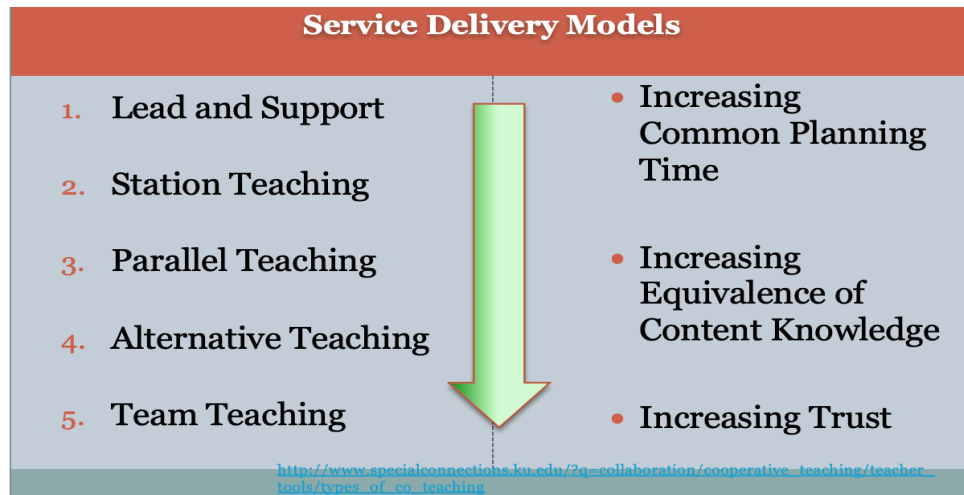 Service Delivery Models
1. Lead and Support
2. Station Teaching
3. Parallel Teaching
4. Alternative Teaching
5. Team Teaching
• Increasing
Common Planning
Time
• Increasing
Equivalence of
Content Knowledge
• Increasing Trust
http://www.specialconnections.ku.edu/?q=collaboration/cooperative_teaching/teacher_
tools/types_of_co_teaching